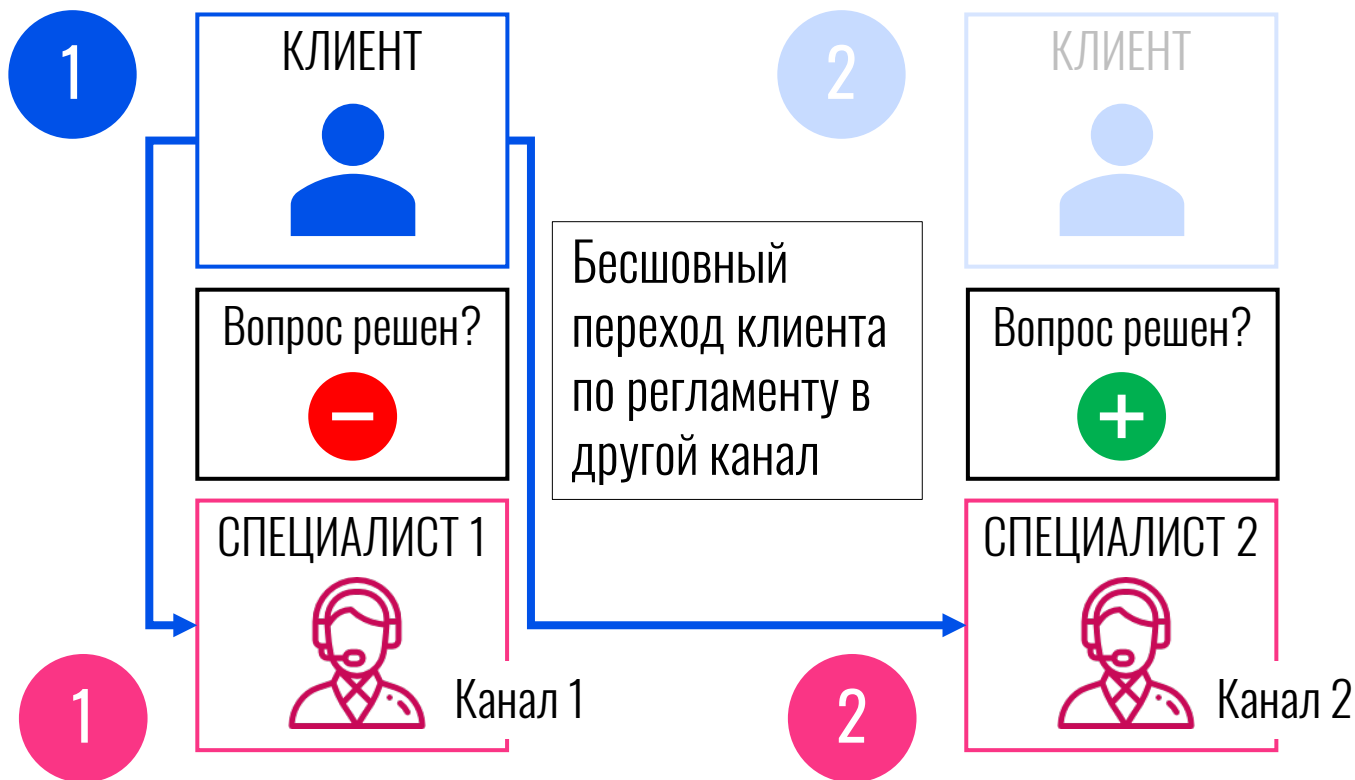 1
КЛИЕНТ
2
КЛИЕНТ
Вопрос решен?
Бесшовный
переход клиента
по регламенту в
другой канал
Вопрос решен?
СПЕЦИАЛИСТ 1
СПЕЦИАЛИСТ 2
1
Канал 1
2
Канал 2